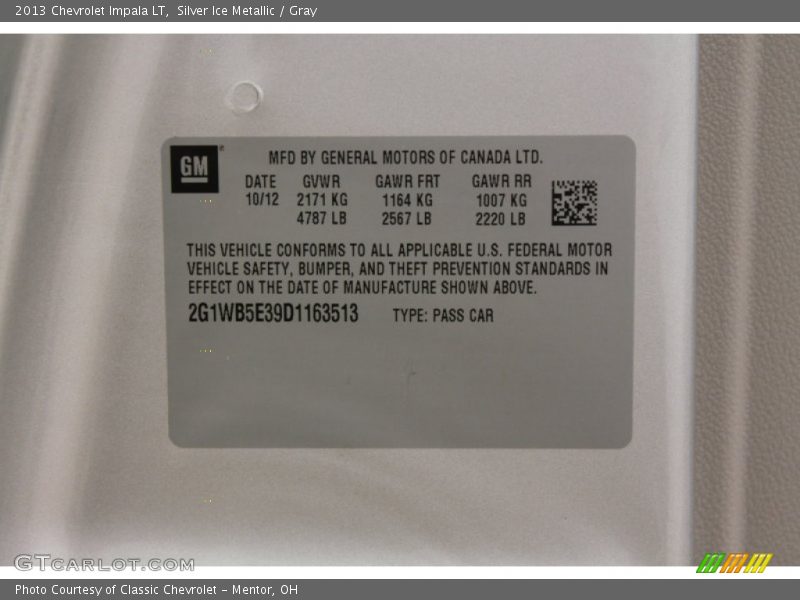 2013 Chevrolet Impala LT, Silver Ice Metallic / Gray
GM
MFD BY GENERAL MOTORS OF CANADA LTD.
DATE GVWR GAWR FRT GAWR RR
10/12 2171 KG 1164 KG 1007 KG
4787 LB 2567 LB 2220 LB
THIS VEHICLE CONFORMS TO ALL APPLICABLE U.S. FEDERAL MOTOR
VEHICLE SAFETY, BUMPER, AND THEFT PREVENTION STANDARDS IN
EFFECT ON THE DATE OF MANUFACTURE SHOWN ABOVE.
2G1WB5E39D1163513 TYPE: PASS CAR
GTCARLOT.COM
Photo Courtesy of Classic Chevrolet - Mentor, OH